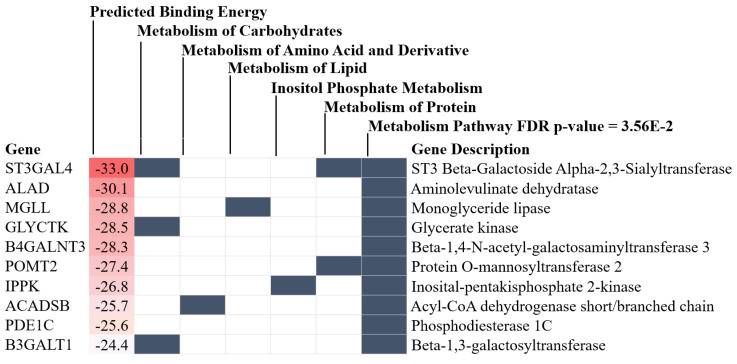 Predicted Binding Energy
Metabolism of Carbohydrates
Metabolism of Amino Acid and Derivative
Metabolism of Lipid
Inositol Phosphate Metabolism
Metabolism of Protein
Metabolism Pathway FDR p-value = 3.56E-2
Gene Gene Description
ST3GAL4 -33.0 ST3 Beta-Galactoside Alpha-2,3-Sialyltransferase
ALAD -30.1 Aminolevulinate dehydratase
MGLL -28.8 Monoglyceride lipase
GLYCTK -28.5 Glycerate kinase
B4GALNT3 -28.3 Beta-1,4-N-acetyl-galactosaminyltransferase 3
POMT2 -27.4 Protein O-mannosyltransferase 2
IPPK -26.8 Inosital-pentakisphosphate 2-kinase
ACADSB -25.7 Acyl-CoA dehydrogenase short/branched chain
PDE1C -25.6 Phosphodiesterase 1C
B3GALT1 -24.4 Beta-1,3-galactosyltransferase